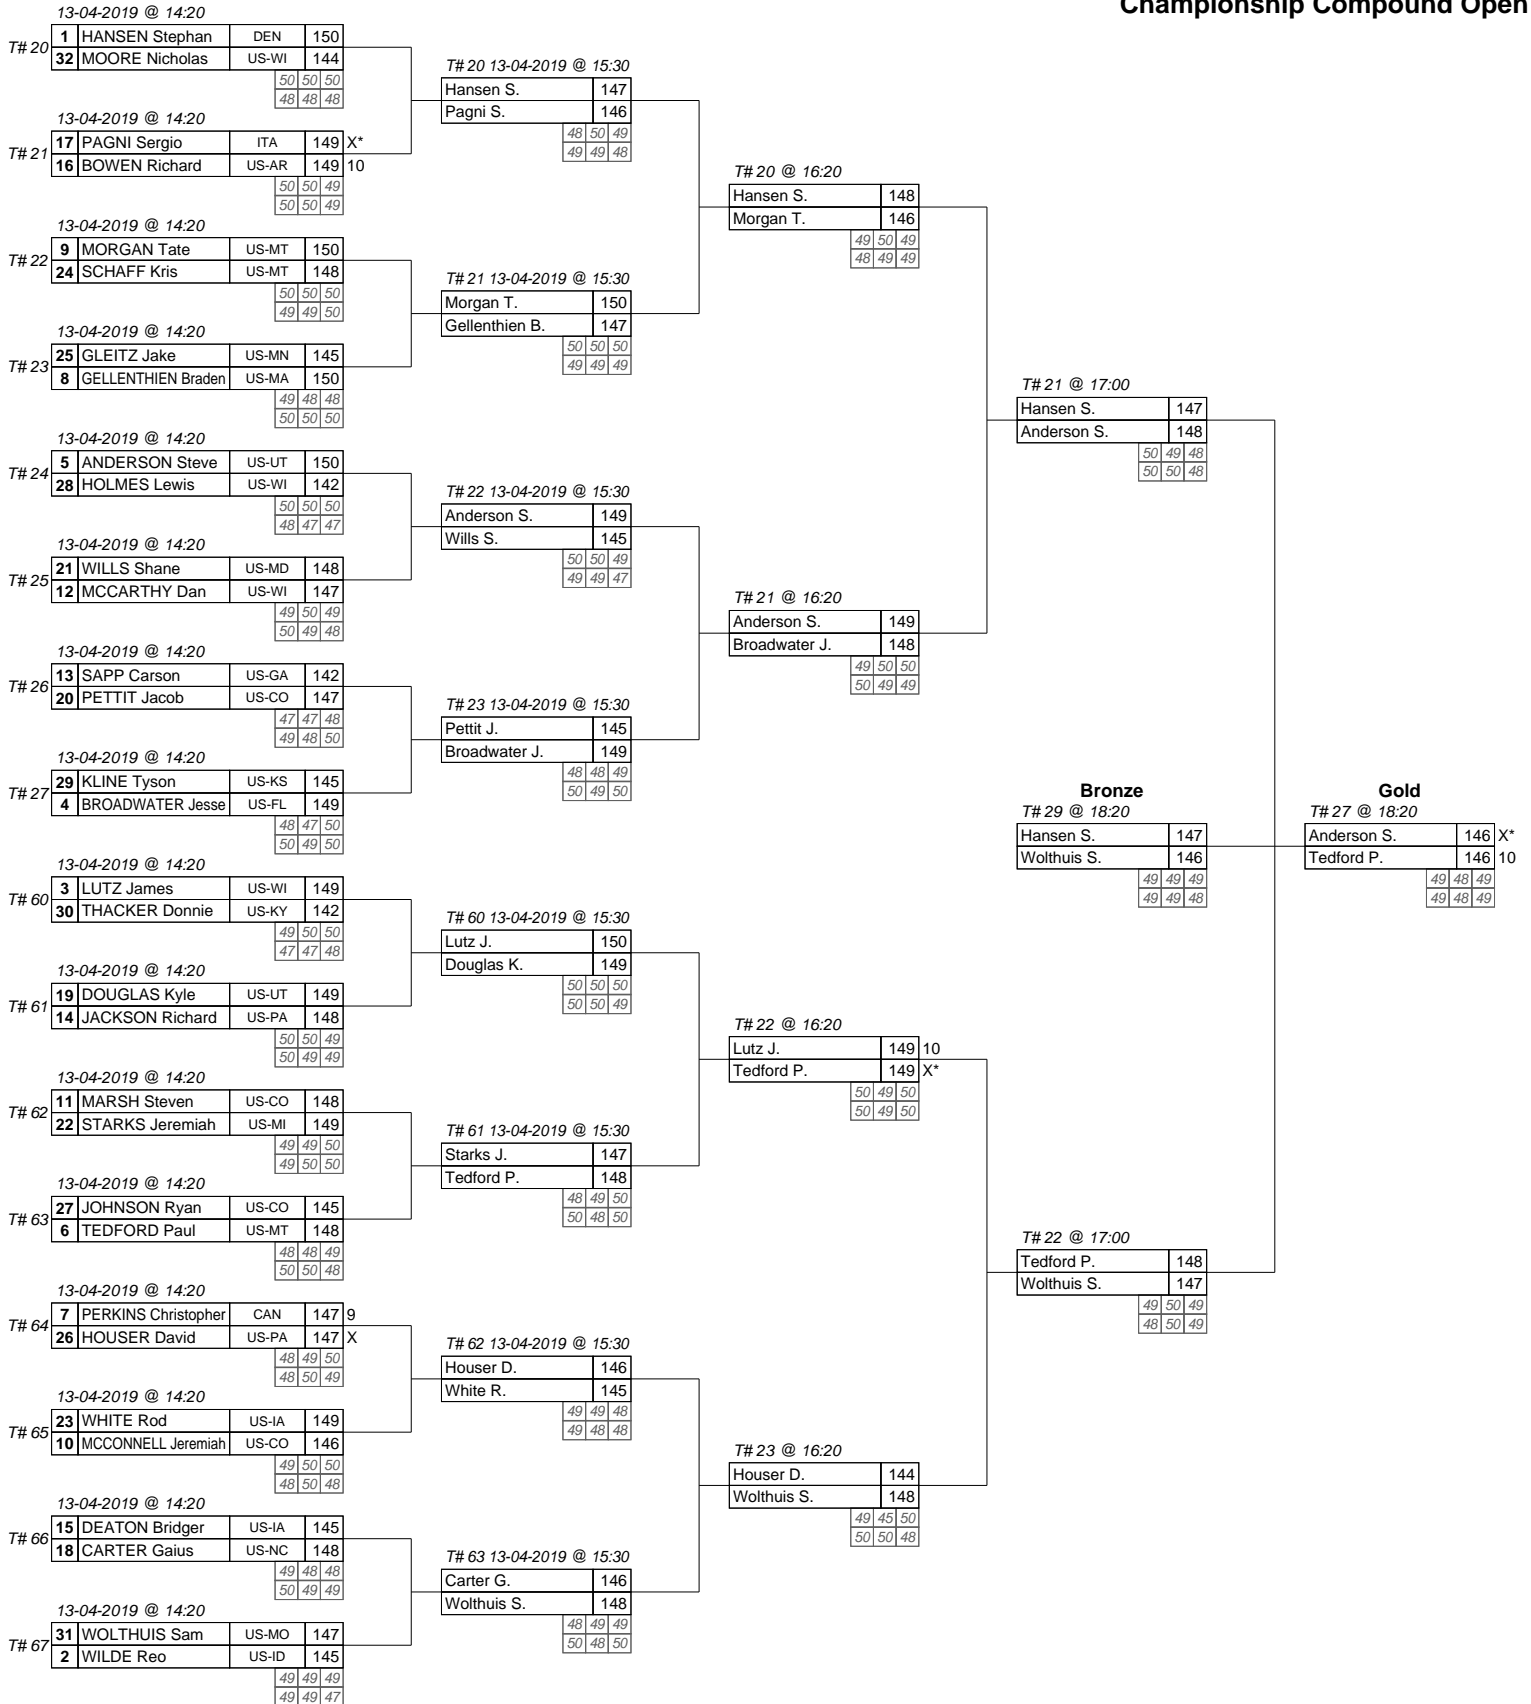 Championship Compound Open
13-04-2019 @ 14:20
T# 20
1 HANSEN Stephan DEN 150
32 MOORE Nicholas US-WI 144
50 50 50
48 48 48
13-04-2019 @ 14:20
T# 21
17 PAGNI Sergio ITA 149 X*
16 BOWEN Richard US-AR 149 10
50 50 49
50 50 49
13-04-2019 @ 14:20
T# 22
9 MORGAN Tate US-MT 150
24 SCHAFF Kris US-MT 148
50 50 50
49 49 50
13-04-2019 @ 14:20
T# 23
25 GLEITZ Jake US-MN 145
8 GELLENTHIEN Braden US-MA 150
49 48 48
50 50 50
13-04-2019 @ 14:20
T# 24
5 ANDERSON Steve US-UT 150
28 HOLMES Lewis US-WI 142
50 50 50
48 47 47
13-04-2019 @ 14:20
T# 25
21 WILLS Shane US-MD 148
12 MCCARTHY Dan US-WI 147
49 50 49
50 49 48
13-04-2019 @ 14:20
T# 26
13 SAPP Carson US-GA 142
20 PETTIT Jacob US-CO 147
47 47 48
49 48 50
13-04-2019 @ 14:20
T# 27
29 KLINE Tyson US-KS 145
4 BROADWATER Jesse US-FL 149
48 47 50
50 49 50
13-04-2019 @ 14:20
T# 60
3 LUTZ James US-WI 149
30 THACKER Donnie US-KY 142
49 50 50
47 47 48
13-04-2019 @ 14:20
T# 61
19 DOUGLAS Kyle US-UT 149
14 JACKSON Richard US-PA 148
50 50 49
50 49 49
13-04-2019 @ 14:20
T# 62
11 MARSH Steven US-CO 148
22 STARKS Jeremiah US-MI 149
49 49 50
49 50 50
13-04-2019 @ 14:20
T# 63
27 JOHNSON Ryan US-CO 145
6 TEDFORD Paul US-MT 148
48 48 49
50 50 48
13-04-2019 @ 14:20
T# 64
7 PERKINS Christopher CAN 147 9
26 HOUSER David US-PA 147 X
48 49 50
48 50 49
13-04-2019 @ 14:20
T# 65
23 WHITE Rod US-IA 149
10 MCCONNELL Jeremiah US-CO 146
49 50 50
48 50 48
13-04-2019 @ 14:20
T# 66
15 DEATON Bridger US-IA 145
18 CARTER Gaius US-NC 148
49 48 48
50 49 49
13-04-2019 @ 14:20
T# 67
31 WOLTHUIS Sam US-MO 147
2 WILDE Reo US-ID 145
49 49 49
49 49 47
T# 20 13-04-2019 @ 15:30
Hansen S. 147
Pagni S. 146
48 50 49
49 49 48
T# 21 13-04-2019 @ 15:30
Morgan T. 150
Gellenthien B. 147
50 50 50
49 49 49
T# 22 13-04-2019 @ 15:30
Anderson S. 149
Wills S. 145
50 50 49
49 49 47
T# 23 13-04-2019 @ 15:30
Pettit J. 145
Broadwater J. 149
48 48 49
50 49 50
T# 60 13-04-2019 @ 15:30
Lutz J. 150
Douglas K. 149
50 50 50
50 50 49
T# 61 13-04-2019 @ 15:30
Starks J. 147
Tedford P. 148
48 49 50
50 48 50
T# 62 13-04-2019 @ 15:30
Houser D. 146
White R. 145
49 49 48
49 48 48
T# 63 13-04-2019 @ 15:30
Carter G. 146
Wolthuis S. 148
48 49 49
50 48 50
T# 20 @ 16:20
Hansen S. 148
Morgan T. 146
49 50 49
48 49 49
T# 21 @ 16:20
Anderson S. 149
Broadwater J. 148
49 50 50
50 49 49
T# 22 @ 16:20
Lutz J. 149 10
Tedford P. 149 X*
50 49 50
50 49 50
T# 23 @ 16:20
Houser D. 144
Wolthuis S. 148
49 45 50
50 50 48
T# 21 @ 17:00
Hansen S. 147
Anderson S. 148
50 49 48
50 50 48
T# 22 @ 17:00
Tedford P. 148
Wolthuis S. 147
49 50 49
48 50 49
Bronze
T# 29 @ 18:20
Hansen S. 147
Wolthuis S. 146
49 49 49
49 49 48
Gold
T# 27 @ 18:20
Anderson S. 146 X*
Tedford P. 146 10
49 48 49
49 48 49